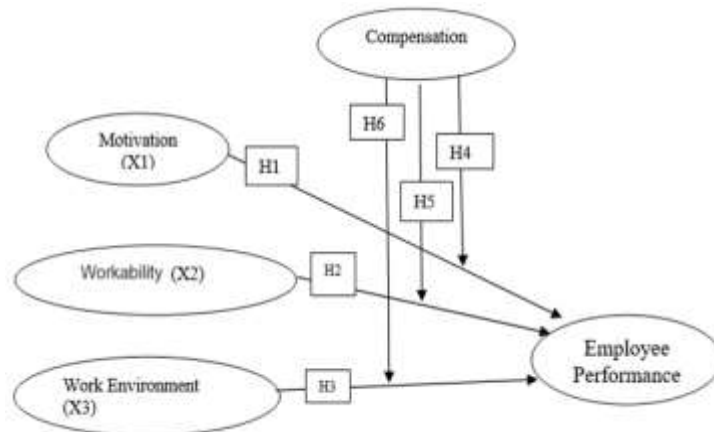 Compensation
Motivation
(X1)
H1
H6
H4
H5
Workability (X2)
H2
Employee
Performance
Work Environment
(X3)
H3